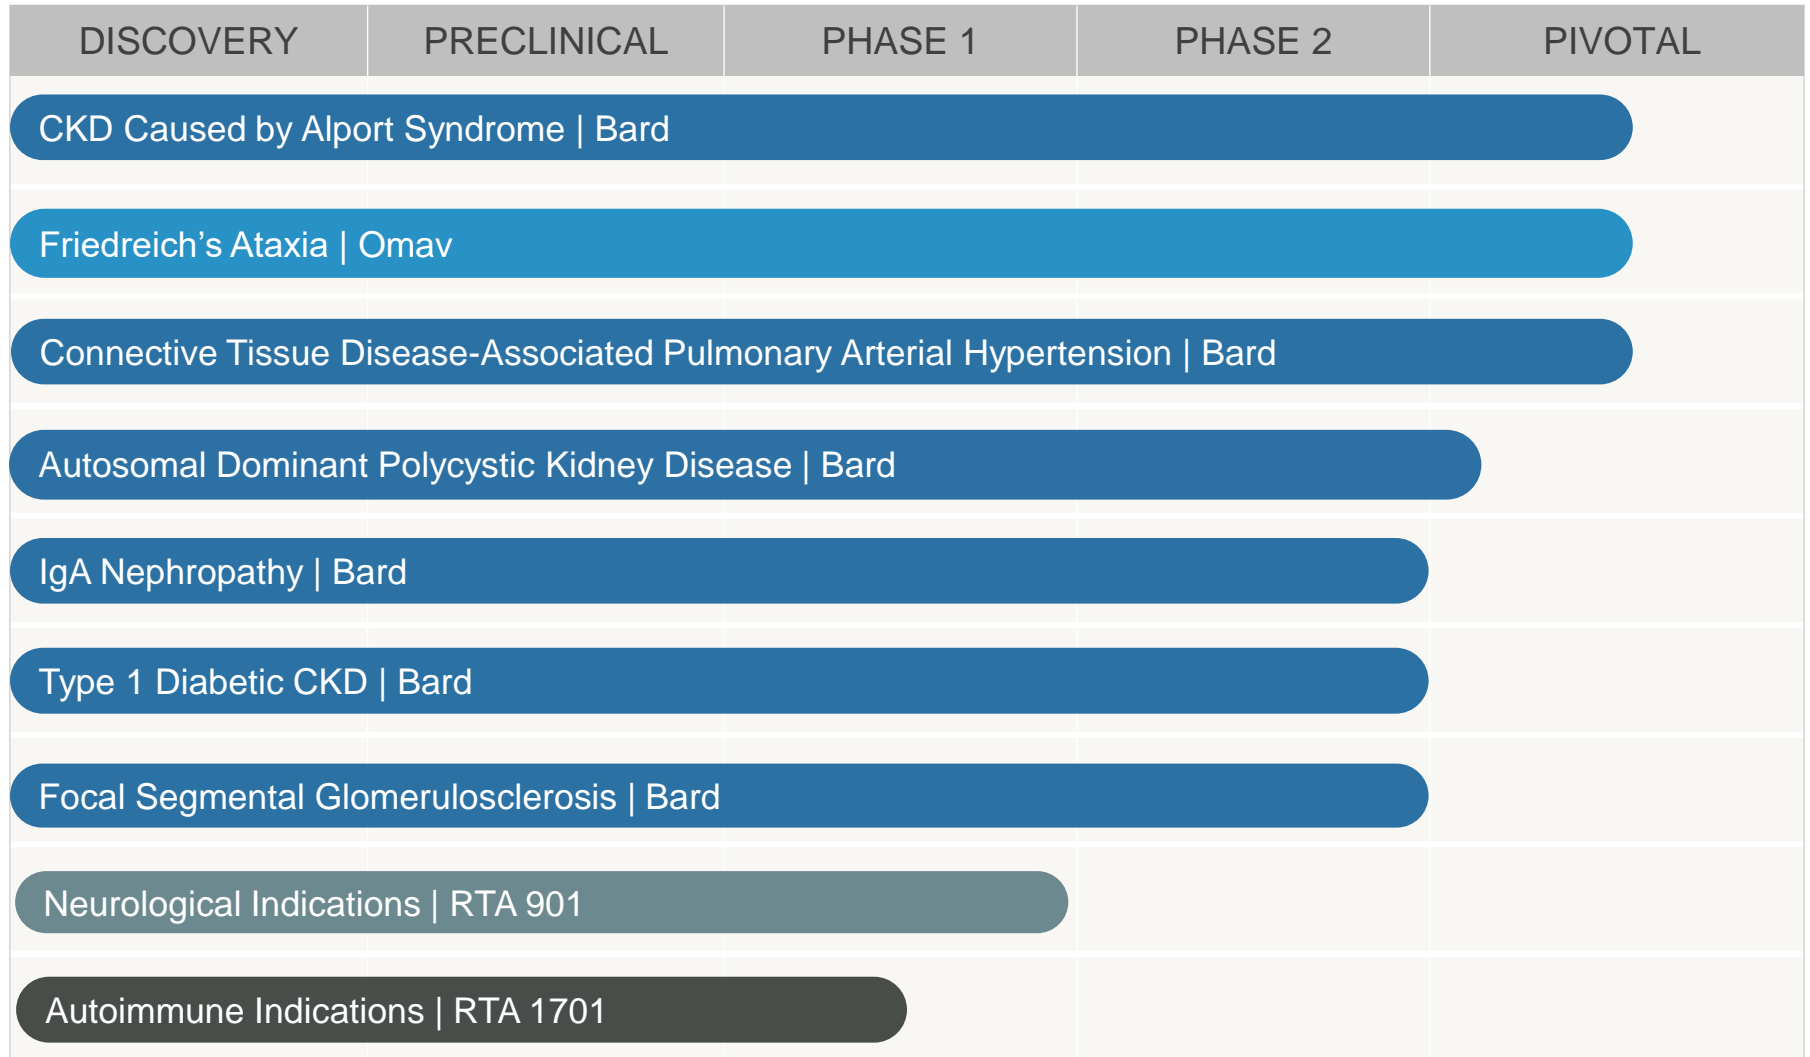 DISCOVERY PRECLINICAL PHASE 1 PHASE 2 PIVOTAL
CKD Caused by Alport Syndrome | Bard
Friedreich’s Ataxia | Omav
Connective Tissue Disease-Associated Pulmonary Arterial Hypertension | Bard
Autosomal Dominant Polycystic Kidney Disease | Bard
IgA Nephropathy | Bard
Type 1 Diabetic CKD | Bard
Focal Segmental Glomerulosclerosis | Bard
Neurological Indications | RTA 901
Autoimmune Indications | RTA 1701